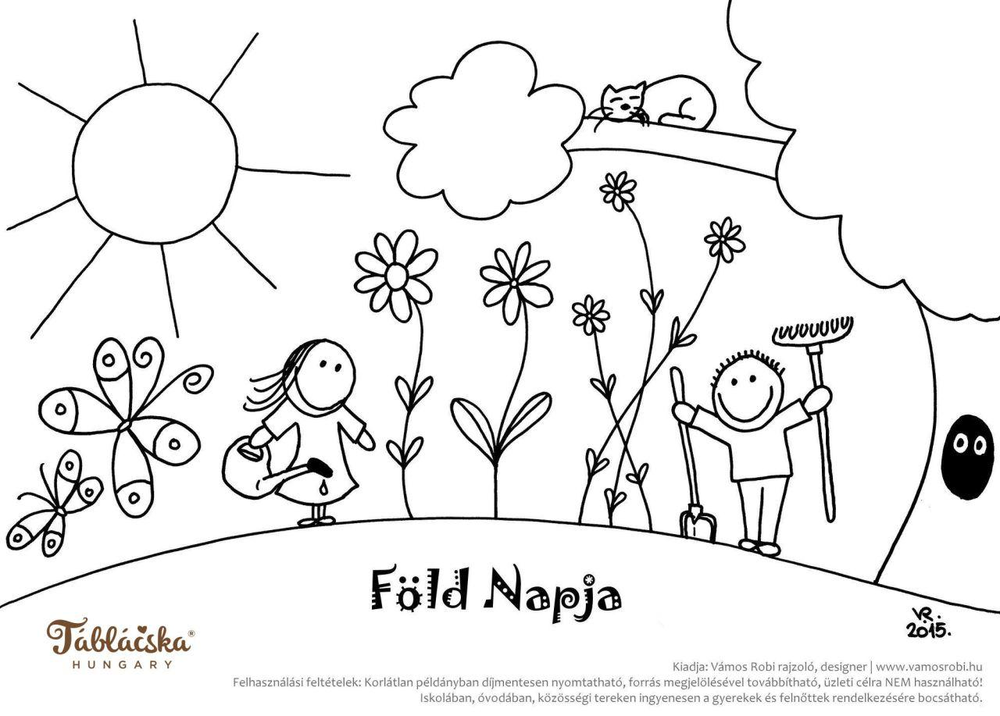 Föld Napja
VR.
2015.
Táblácska®
HUNGARY
Kiadja: Vámos Robi rajzoló, designer | www.vamosrobi.hu
Felhasználási feltételek: Korlátlan példányban díjmentesen nyomtatható, forrás megjelölésével továbbítható, üzleti célra NEM használható!
Iskolában, óvodában, közösségi tereken ingyenesen a gyerekek és felnőttek rendelkezésére bocsátható.